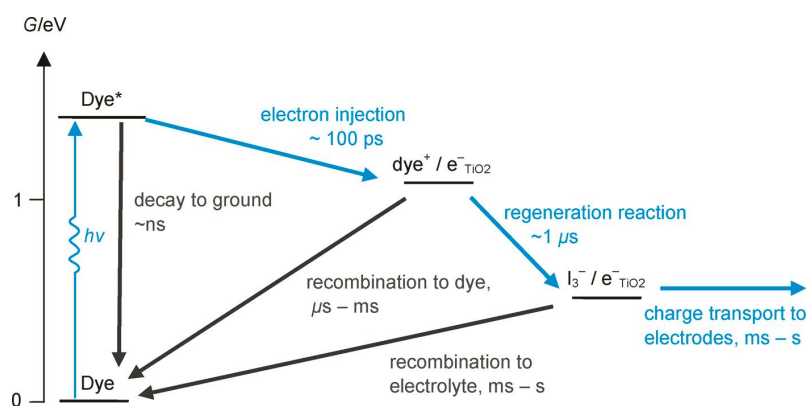 G/eV
Dye*
electron injection
~ 100 ps
dye⁺ / e⁻TiO2
1
decay to ground
~ns
hν
regeneration reaction
~1 µs
recombination to dye,
µs – ms
I₃⁻ / e⁻TiO2
charge transport to
electrodes, ms – s
recombination to
electrolyte, ms – s
Dye
0